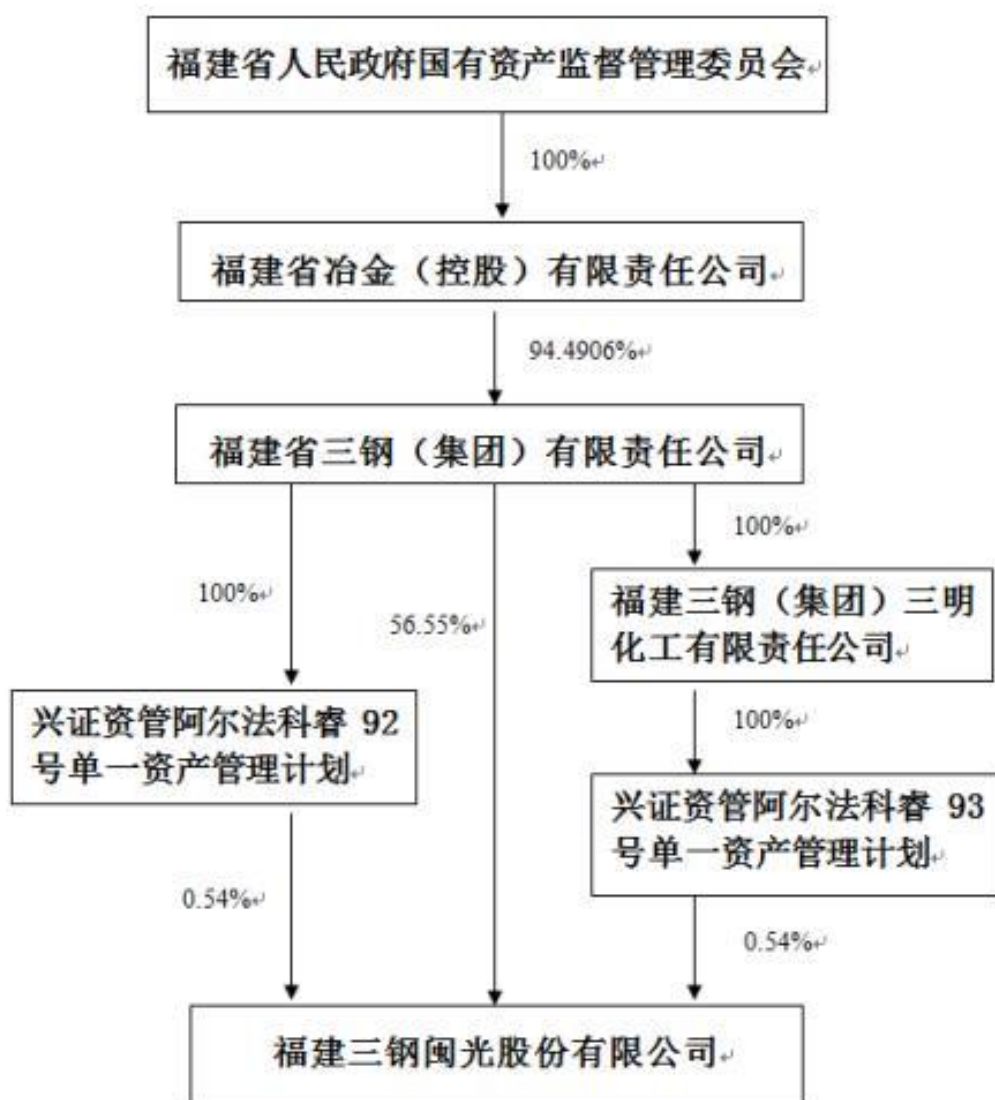 福建省人民政府国有资产监督管理委员会↵
100%↵
福建省冶金（控股）有限责任公司↵
94.4906%↵
福建省三钢（集团）有限责任公司↵
100%↵
100%↵
56.55%↵
福建三钢（集团）三明
化工有限责任公司↵
兴证资管阿尔法科睿 92
号单一资产管理计划↵
100%↵
兴证资管阿尔法科睿 93
号单一资产管理计划↵
0.54%↵
0.54%↵
福建三钢闽光股份有限公司↵